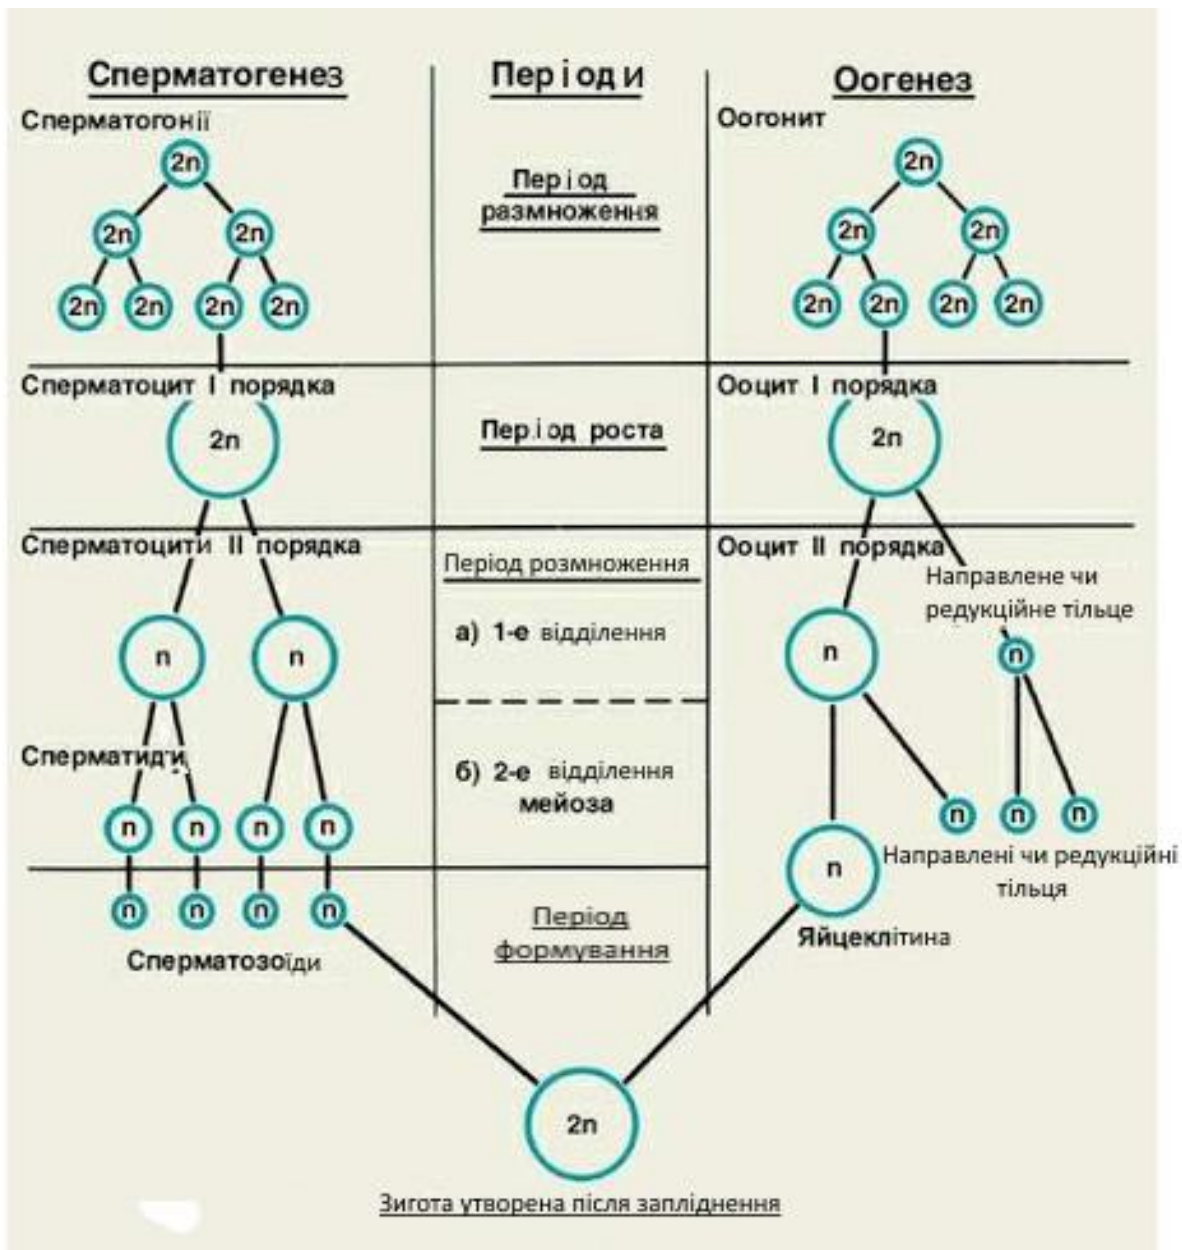 Сперматогенез
Періоди
Оогенез
Сперматогонії
Оогонит
2n
2n
2n
2n
2n
2n
2n
Період
размноження
2n
2n
2n
2n
2n
2n
2n
Сперматоцит I порядка
2n
Період роста
Ооцит I порядка
2n
Сперматоцити II порядка
Період розмноження
Ооцит II порядка
Направлене чи
редукційне тільце
а) 1-е відділення
n
n
n
n
Сперматиди
б) 2-е відділення
мейоза
n
n
n
n
n
n
n
n
Направлені чи редукційні
тільця
n
n
n
n
Період
формування
Яйцеклітина
Сперматозоїди
2n
Зигота утворена після запліднення